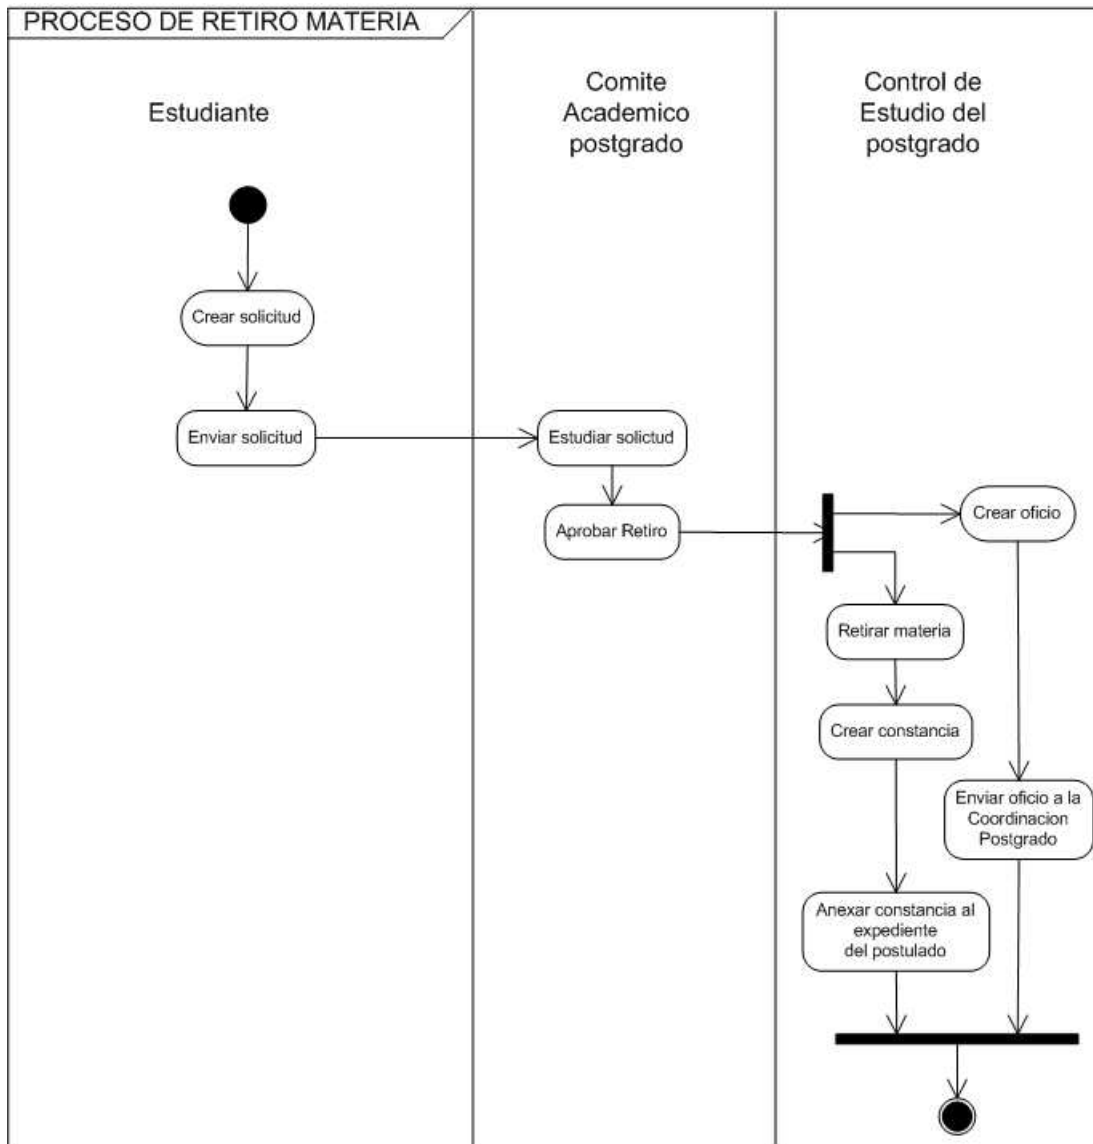 PROCESO DE RETIRO MATERIA
Estudiante
Comite
Academico
postgrado
Control de
Estudio del
postgrado
Crear solicitud
Enviar solicitud
Estudiar solictud
Aprobar Retiro
Crear oficio
Retirar materia
Crear constancia
Enviar oficio a la
Coordinacion
Postgrado
Anexar constancia al
expediente
del postulado